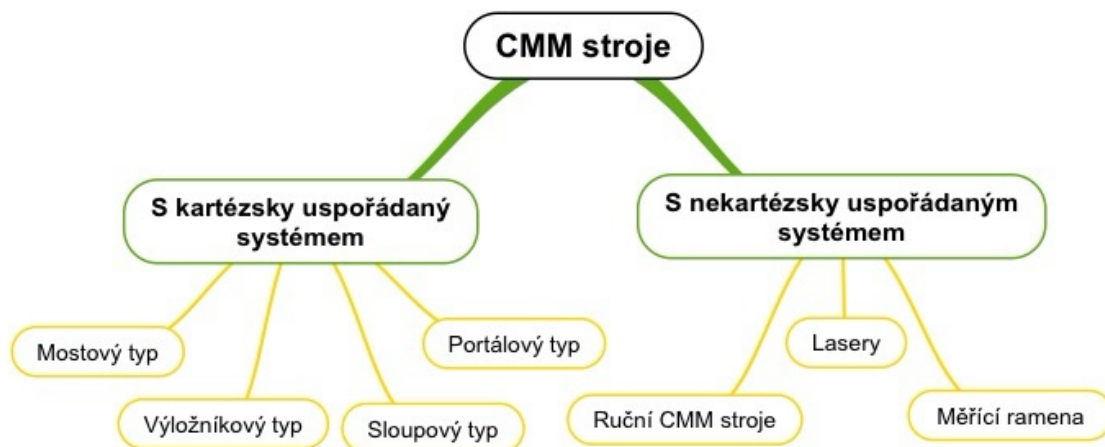 CMM stroje
S kartézsky uspořádaný
systémem
S nekartézsky uspořádaným
systémem
Mostový typ
Výložníkový typ
Sloupový typ
Portálový typ
Ruční CMM stroje
Lasery
Měřící ramena